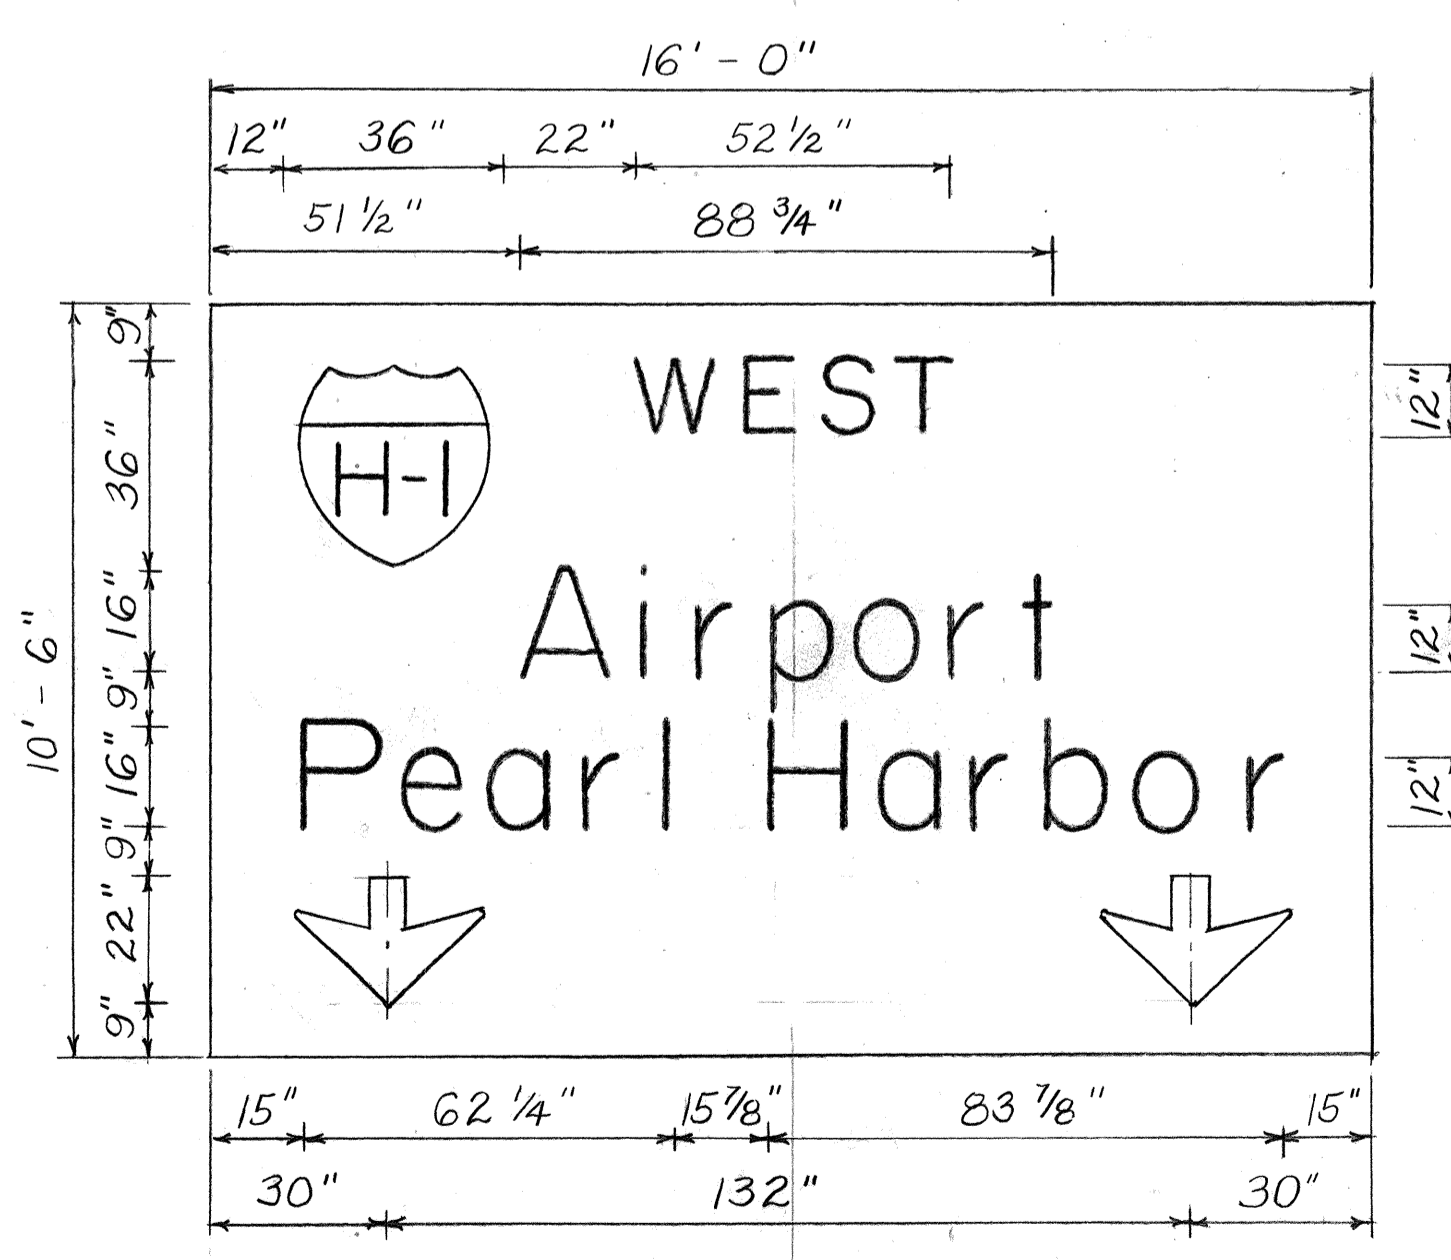 16' - 0"
12" 36" 22" 52 1/2"
51 1/2" 88 3/4"
9"
36"
16"
9"
16"
9"
22"
9"
10' - 6"
WEST
H-1
Airport
Pearl Harbor
12"
12"
12"
15" 62 1/4" 15 7/8" 83 7/8" 15"
30" 132" 30"